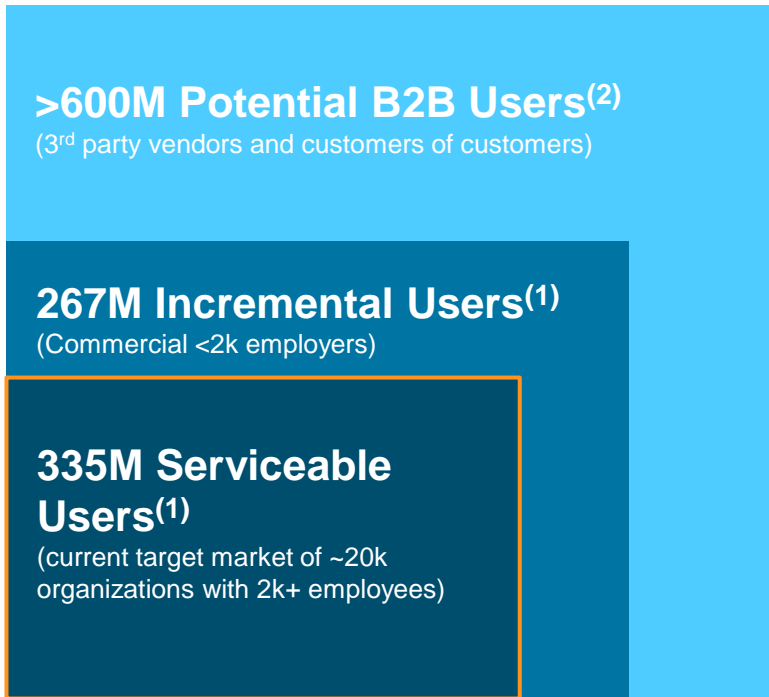 >600M Potential B2B Users(2)
(3rd party vendors and customers of customers)
267M Incremental Users(1)
(Commercial <2k employers)
335M Serviceable
Users(1)
(current target market of ~20k
organizations with 2k+ employees)